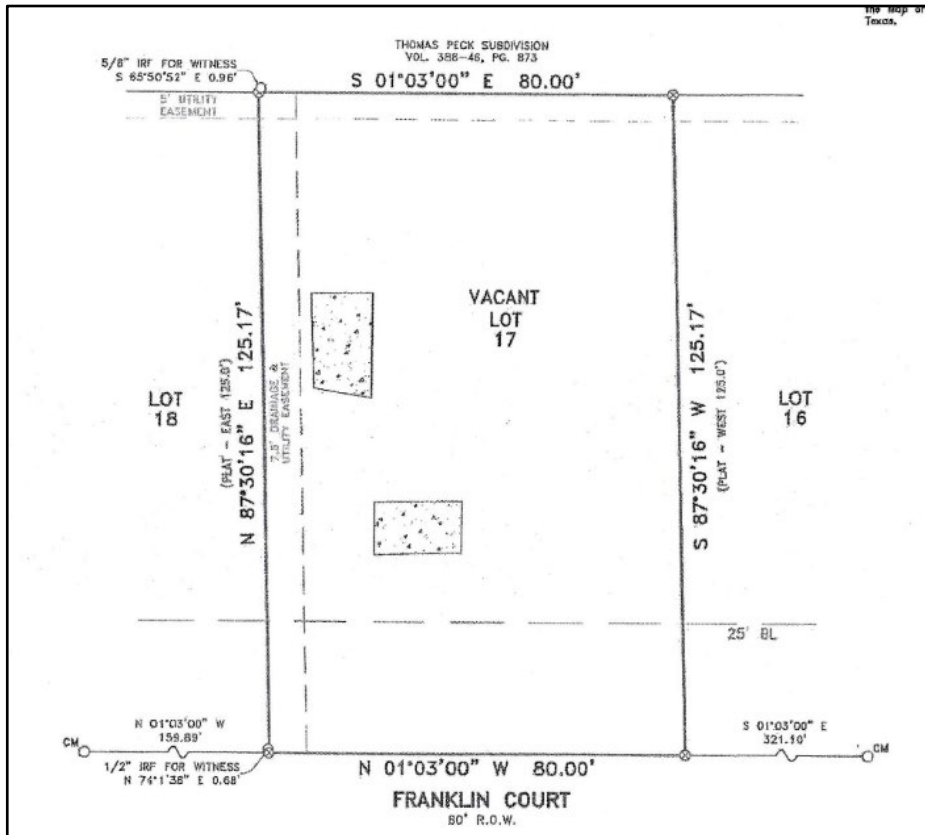 the Map or
Texas,
THOMAS PECK SUBDIVISION
VOL. 388-46, PG. 873
5/8" IRF FOR WITNESS
S 65°50'52" E 0.96'
S 01°03'00" E 80.00'
5' UTILITY
EASEMENT
VACANT
LOT
17
LOT
18
(PLAT - EAST 125.0')
N 87°30'16" E 125.17'
7.5' DRAINAGE &
UTILITY EASEMENT
S 87°30'16" W 125.17'
(PLAT - WEST 125.0')
LOT
16
25' BL
N 01°03'00" W
159.89'
CM
S 01°03'00" E
321.10'
CM
1/2" IRF FOR WITNESS
N 74°1'38" E 0.68'
N 01°03'00" W 80.00'
FRANKLIN COURT
R.O.W.